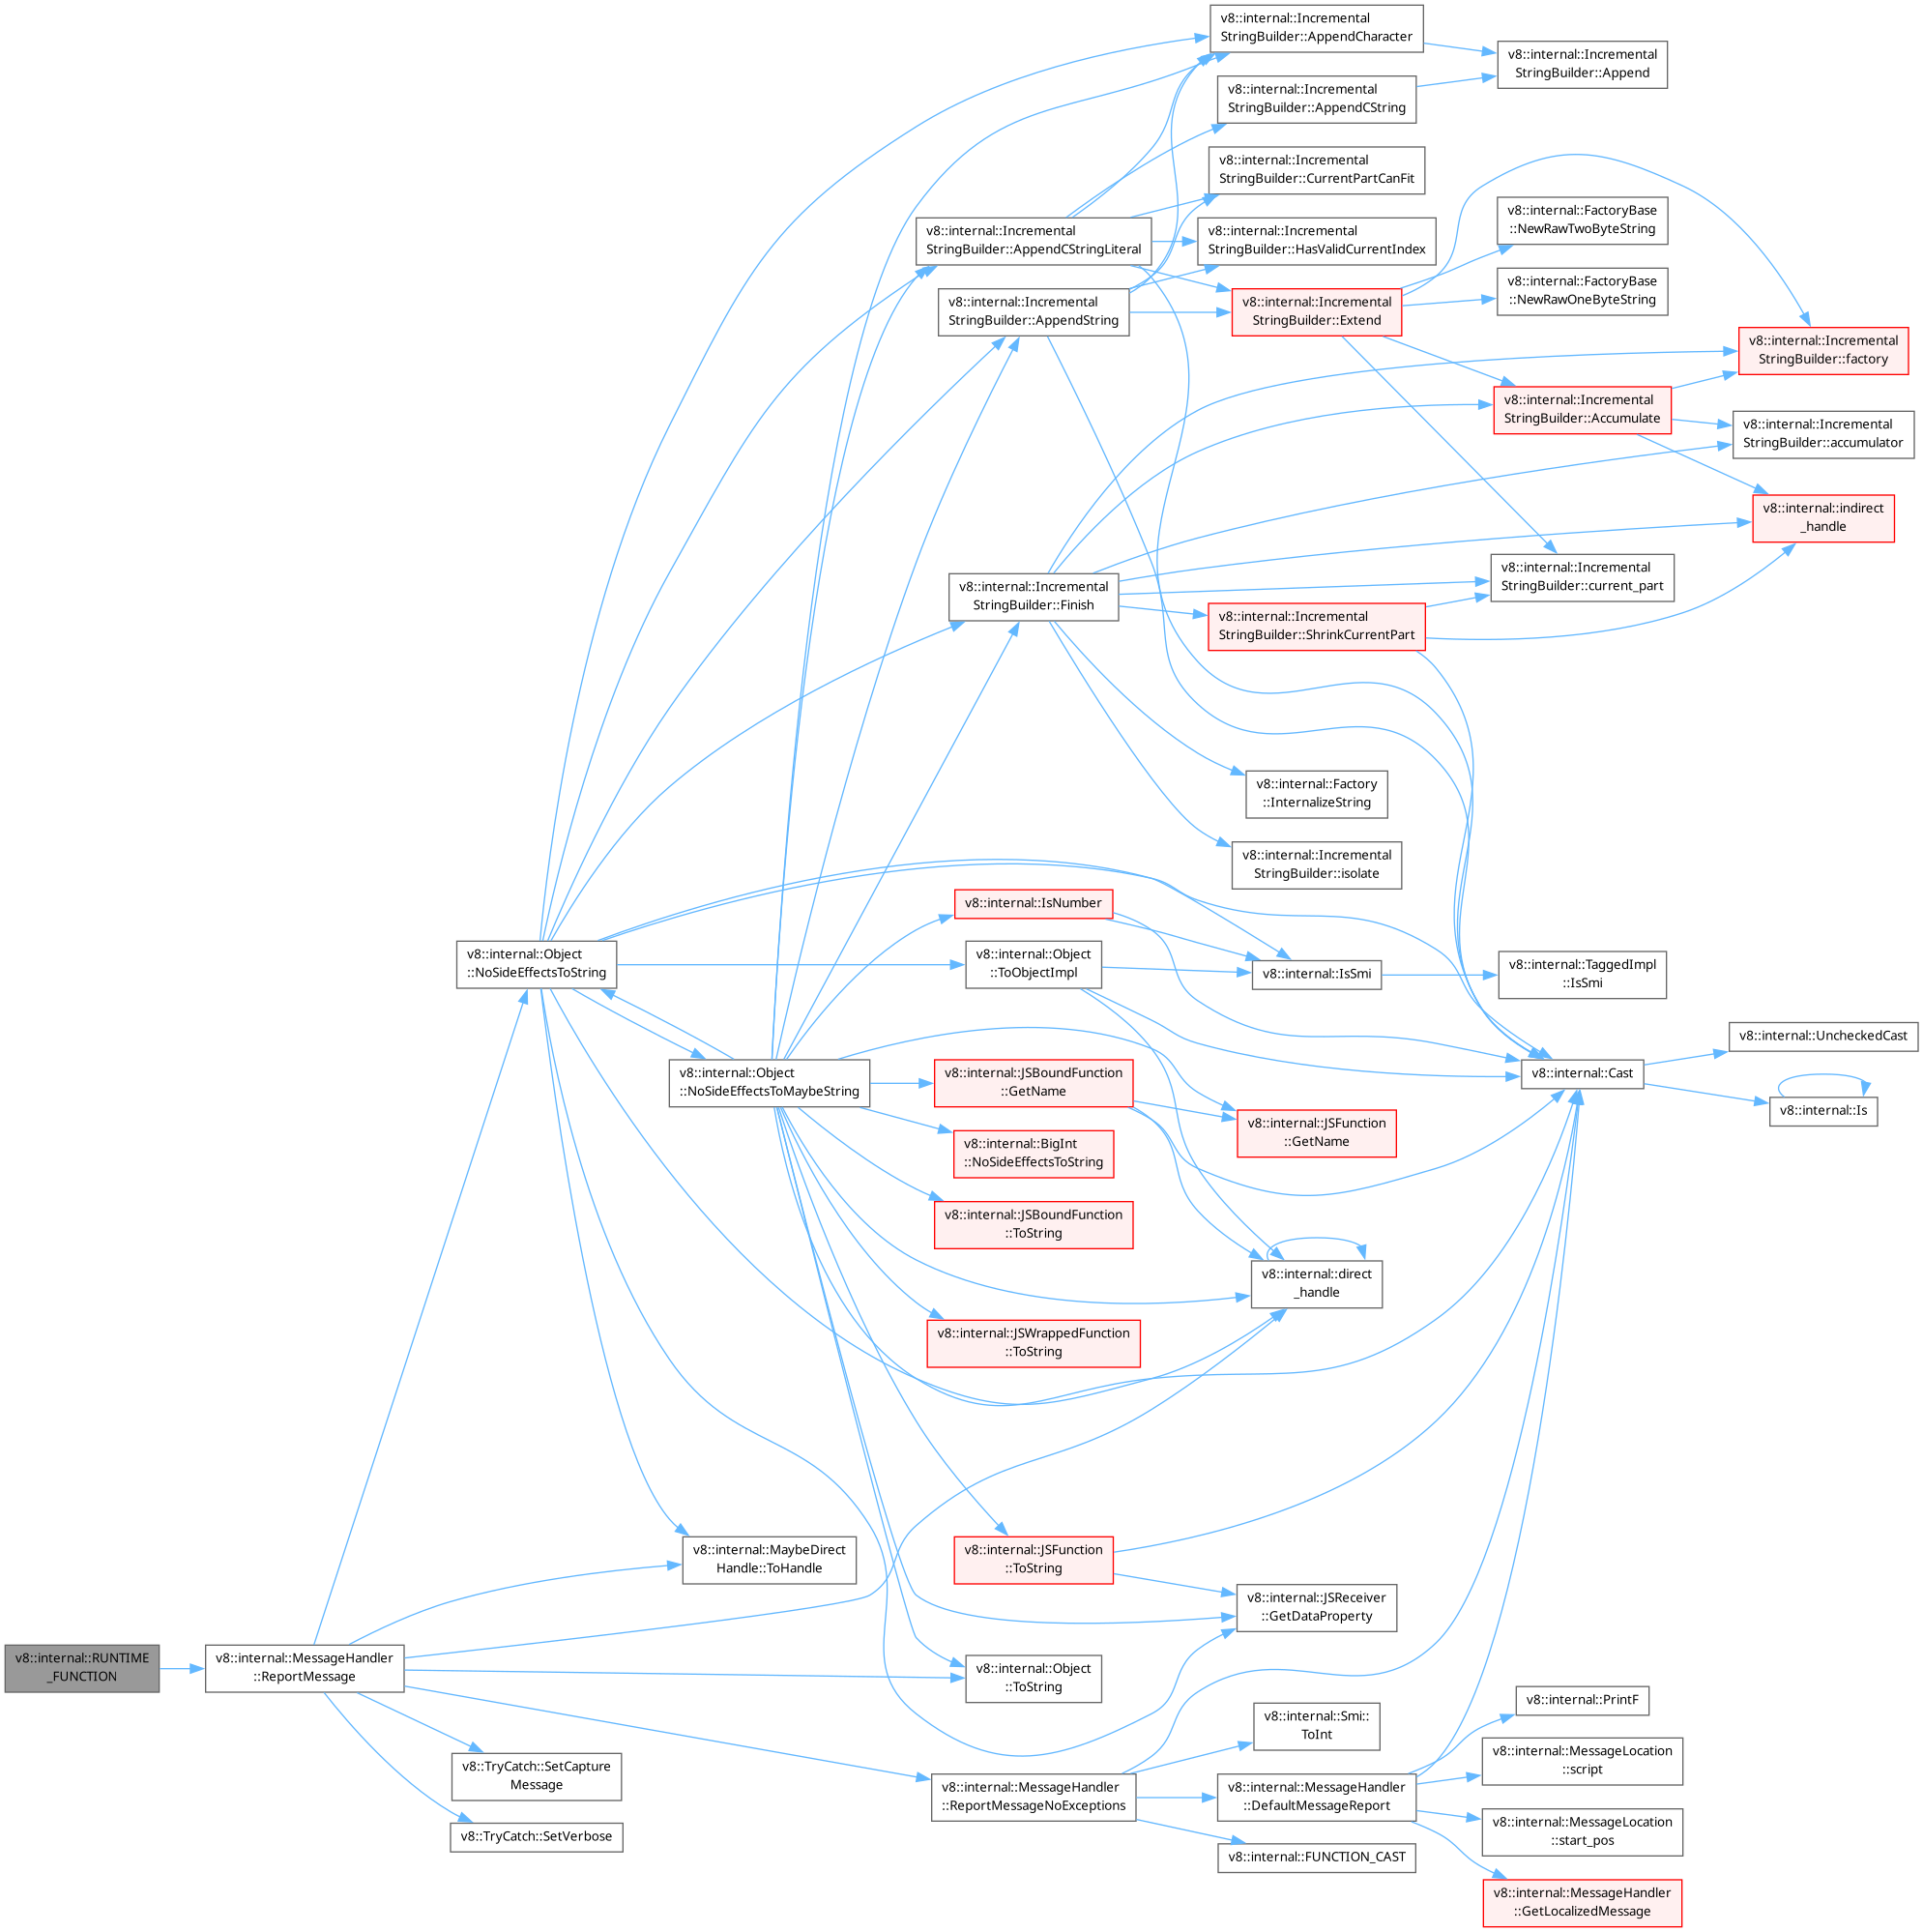 v8::internal::Incremental
StringBuilder::AppendCharacter
v8::internal::Incremental
StringBuilder::Append
v8::internal::Incremental
StringBuilder::AppendCString
v8::internal::Incremental
StringBuilder::CurrentPartCanFit
v8::internal::FactoryBase
::NewRawTwoByteString
v8::internal::Incremental
StringBuilder::AppendCStringLiteral
v8::internal::Incremental
StringBuilder::HasValidCurrentIndex
v8::internal::FactoryBase
::NewRawOneByteString
v8::internal::Incremental
StringBuilder::AppendString
v8::internal::Incremental
StringBuilder::Extend
v8::internal::Incremental
StringBuilder::factory
v8::internal::Incremental
StringBuilder::Accumulate
v8::internal::Incremental
StringBuilder::accumulator
v8::internal::indirect
_handle
v8::internal::Incremental
StringBuilder::current_part
v8::internal::Incremental
StringBuilder::Finish
v8::internal::Incremental
StringBuilder::ShrinkCurrentPart
v8::internal::Factory
::InternalizeString
v8::internal::Incremental
StringBuilder::isolate
v8::internal::IsNumber
v8::internal::Object
::NoSideEffectsToString
v8::internal::Object
::ToObjectImpl
v8::internal::IsSmi
v8::internal::TaggedImpl
::IsSmi
v8::internal::UncheckedCast
v8::internal::Object
::NoSideEffectsToMaybeString
v8::internal::JSBoundFunction
::GetName
v8::internal::Cast
v8::internal::Is
v8::internal::JSFunction
::GetName
v8::internal::BigInt
::NoSideEffectsToString
v8::internal::JSBoundFunction
::ToString
v8::internal::direct
_handle
v8::internal::JSWrappedFunction
::ToString
v8::internal::MaybeDirect
Handle::ToHandle
v8::internal::JSFunction
::ToString
v8::internal::JSReceiver
::GetDataProperty
v8::internal::RUNTIME
_FUNCTION
v8::internal::MessageHandler
::ReportMessage
v8::internal::Object
::ToString
v8::internal::PrintF
v8::internal::Smi::
ToInt
v8::internal::MessageLocation
::script
v8::TryCatch::SetCapture
Message
v8::internal::MessageHandler
::ReportMessageNoExceptions
v8::internal::MessageHandler
::DefaultMessageReport
v8::internal::MessageLocation
::start_pos
v8::TryCatch::SetVerbose
v8::internal::FUNCTION_CAST
v8::internal::MessageHandler
::GetLocalizedMessage